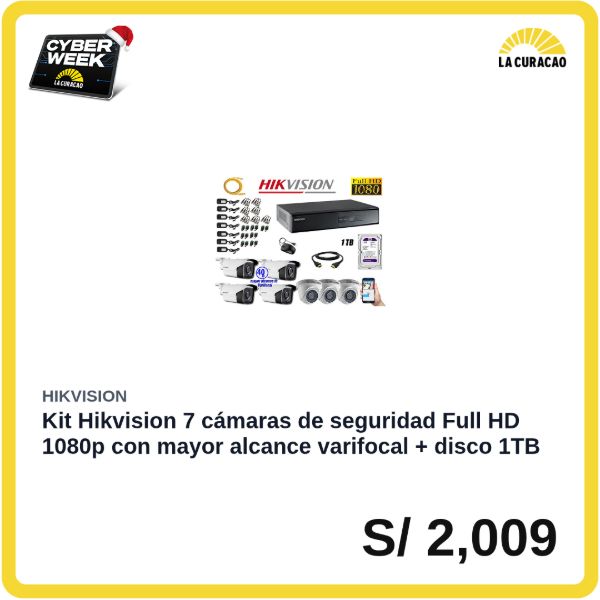 CYBER
WEEK
LA CURACAO
LA CURACAO
HIKVISION
Full HD
1080
1TB
HIKVISION
Kit Hikvision 7 cámaras de seguridad Full HD
1080p con mayor alcance varifocal + disco 1TB
S/ 2,009